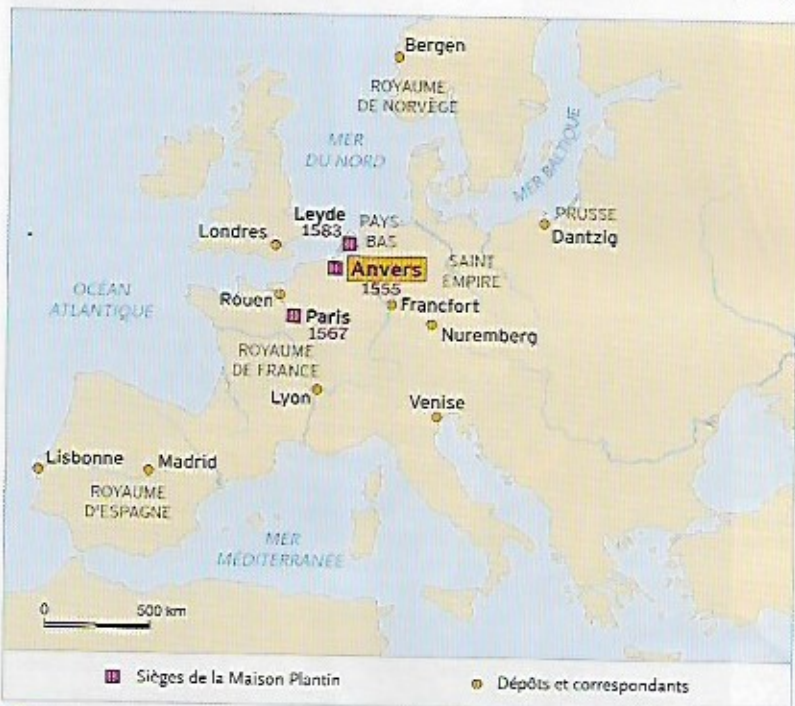 Bergen
ROYAUME
DE NORVÈGE
MER
DU NORD
MER BALTIQUE
Leyde
1583
PAYS
BAS
Londres
PRUSSE
Dantzig
Anvers
1555
SAINT
EMPIRE
OCÉAN
ATLANTIQUE
Rouen
Paris
1567
Francfort
Nuremberg
ROYAUME
DE FRANCE
Lyon
Venise
Lisbonne
Madrid
ROYAUME
D'ESPAGNE
MER
MÉDITERRANÉE
0 500 km
Sièges de la Maison Plantin
Dépôts et correspondants